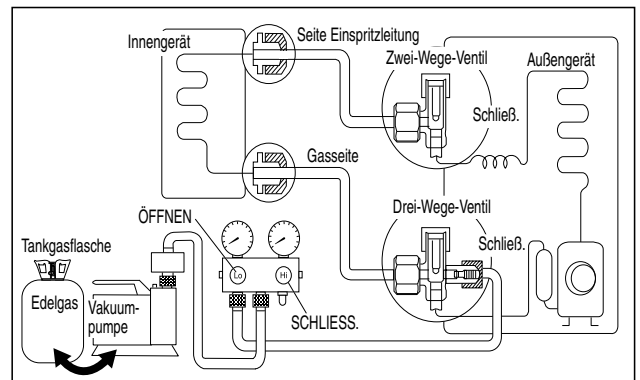 Innengerät
Seite Einspritzleitung
Zwei-Wege-Ventil
Außengerät
Schließ.
Gasseite
ÖFFNEN
Drei-Wege-Ventil
Tankgasflasche
Schließ.
Lo
Hi
Edelgas
Vakuum-
pumpe
SCHLIESS.